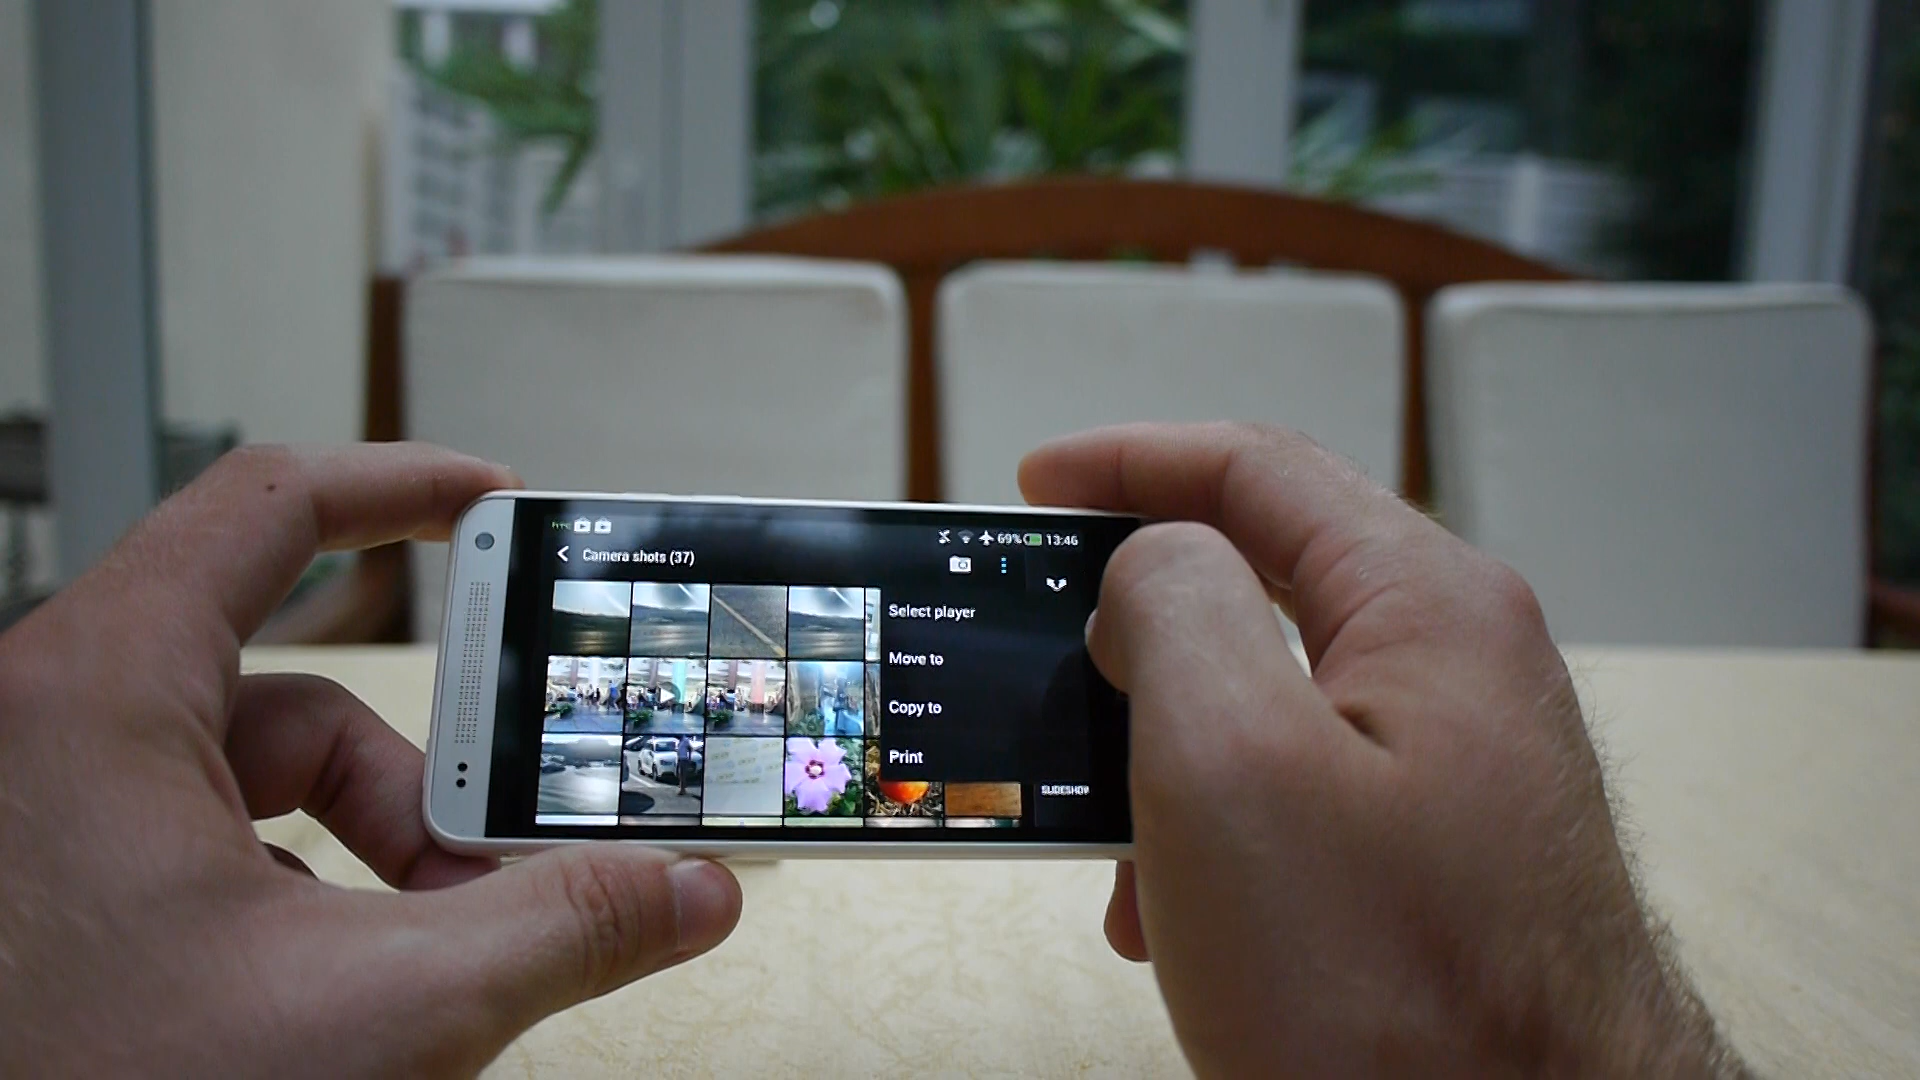 htc
69% 13:46
Camera shots (37)
Select player
Move to
Copy to
Print
SLIDESHOW